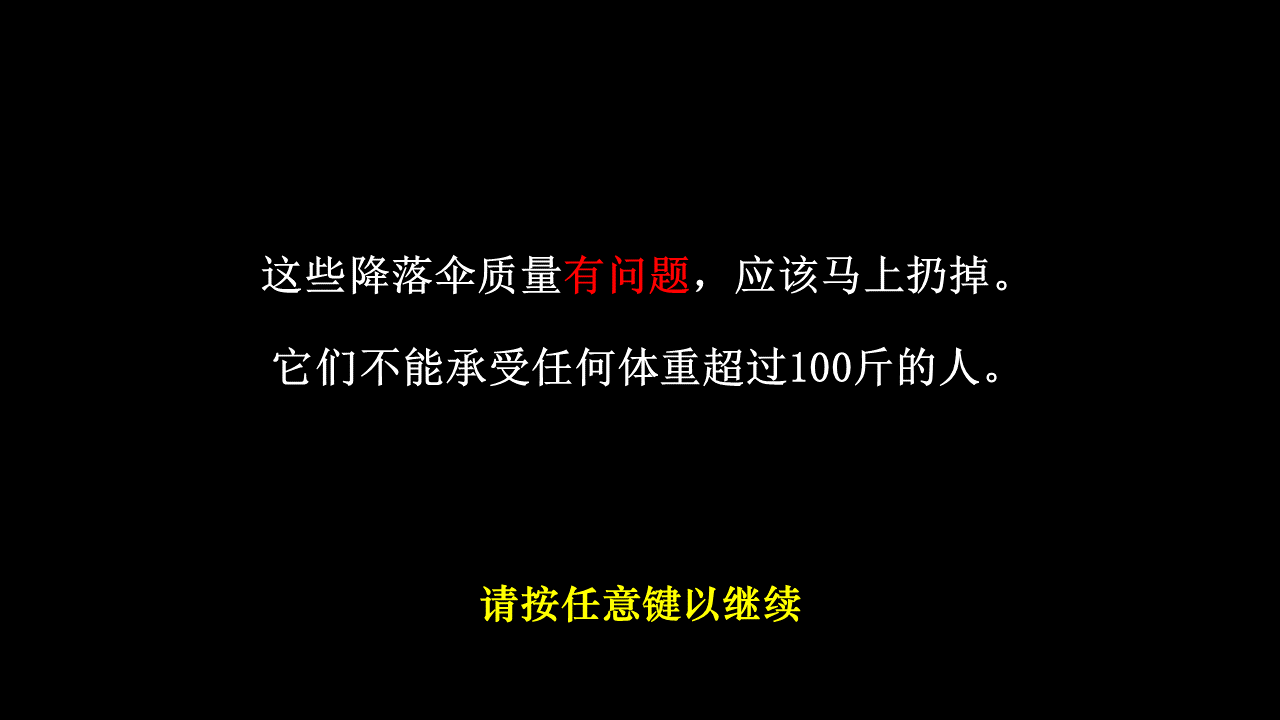 这些降落伞质量有问题，应该马上扔掉。
它们不能承受任何体重超过100斤的人。
请按任意键以继续